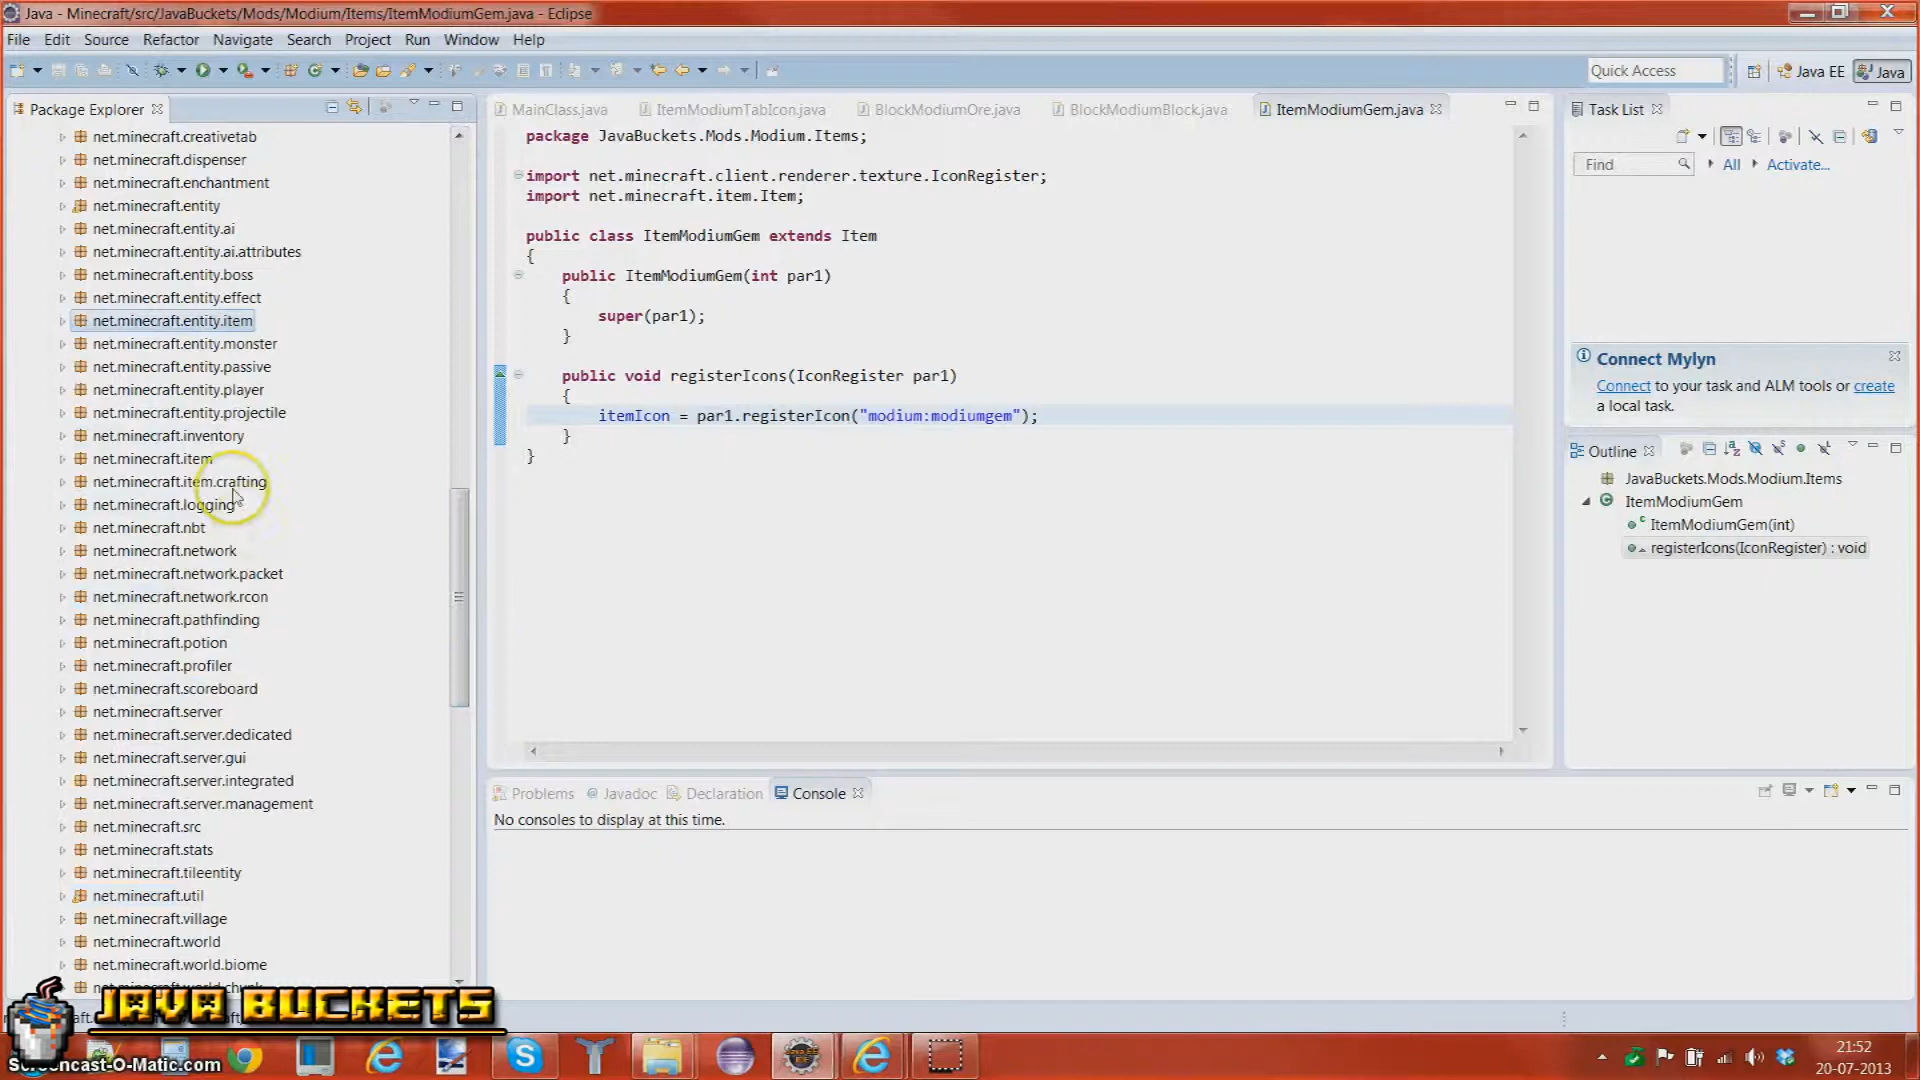 Java - Minecraft/src/JavaBuckets/Mods/Modium/Items/ItemModiumGem.java - Eclipse
File Edit Source Refactor Navigate Search Project Run Window Help
Quick Access
Java EE
Java
Package Explorer
net.minecraft.creativetab
net.minecraft.dispenser
net.minecraft.enchantment
net.minecraft.entity
net.minecraft.entity.ai
net.minecraft.entity.ai.attributes
net.minecraft.entity.boss
net.minecraft.entity.effect
net.minecraft.entity.item
net.minecraft.entity.monster
net.minecraft.entity.passive
net.minecraft.entity.player
net.minecraft.entity.projectile
net.minecraft.inventory
net.minecraft.item
net.minecraft.item.crafting
net.minecraft.logging
net.minecraft.nbt
net.minecraft.network
net.minecraft.network.packet
net.minecraft.network.rcon
net.minecraft.pathfinding
net.minecraft.potion
net.minecraft.profiler
net.minecraft.scoreboard
net.minecraft.server
net.minecraft.server.dedicated
net.minecraft.server.gui
net.minecraft.server.integrated
net.minecraft.server.management
net.minecraft.src
net.minecraft.stats
net.minecraft.tileentity
net.minecraft.util
net.minecraft.village
net.minecraft.world
net.minecraft.world.biome
MainClass.java ItemModiumTabIcon.java BlockModiumOre.java BlockModiumBlock.java ItemModiumGem.java
package JavaBuckets.Mods.Modium.Items;
import net.minecraft.client.renderer.texture.IconRegister;
import net.minecraft.item.Item;
public class ItemModiumGem extends Item
{
public ItemModiumGem(int par1)
{
super(par1);
}
public void registerIcons(IconRegister par1)
{
itemIcon = par1.registerIcon("modium:modiumgem");
}
}
Problems Javadoc Declaration Console
No consoles to display at this time.
Task List
Find All Activate...
Connect Mylyn
Connect to your task and ALM tools or create
a local task.
Outline
JavaBuckets.Mods.Modium.Items
ItemModiumGem
ItemModiumGem(int)
registerIcons(IconRegister) : void
JAVA BUCKETS
Screencast-O-Matic.com
21:52
20-07-2013